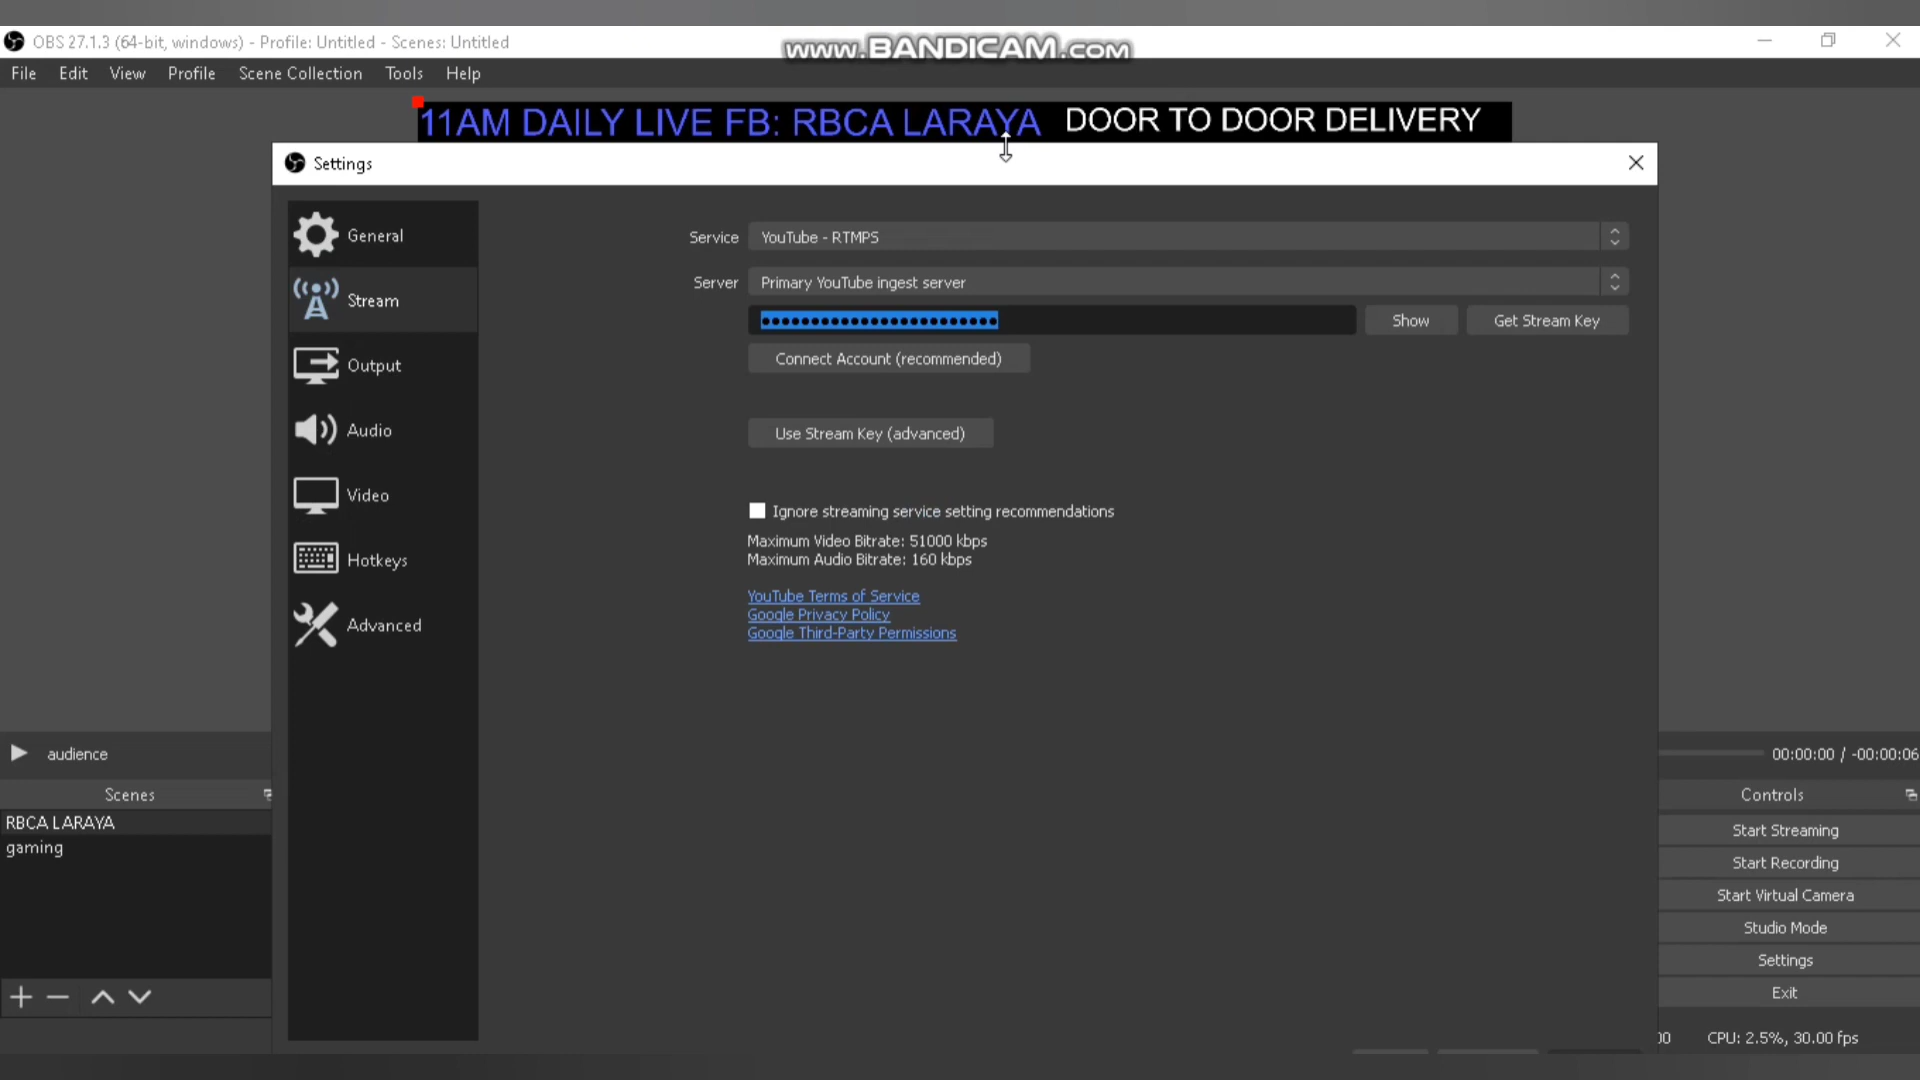 OBS 27.1.3 (64-bit, windows) - Profile: Untitled - Scenes: Untitled
www.BANDICAM.com
File Edit View Profile Scene Collection Tools Help
11AM DAILY LIVE FB: RBCA LARAYA DOOR TO DOOR DELIVERY
Settings
General
Stream
Output
Audio
Video
Hotkeys
Advanced
Service YouTube - RTMPS
Server Primary YouTube ingest server
Show Get Stream Key
Connect Account (recommended)
Use Stream Key (advanced)
Ignore streaming service setting recommendations
Maximum Video Bitrate: 51000 kbps
Maximum Audio Bitrate: 160 kbps
YouTube Terms of Service
Google Privacy Policy
Google Third-Party Permissions
audience
00:00:00 / -00:00:06
Scenes
RBCA LARAYA
gaming
Controls
Start Streaming
Start Recording
Start Virtual Camera
Studio Mode
Settings
Exit
CPU: 2.5%, 30.00 fps